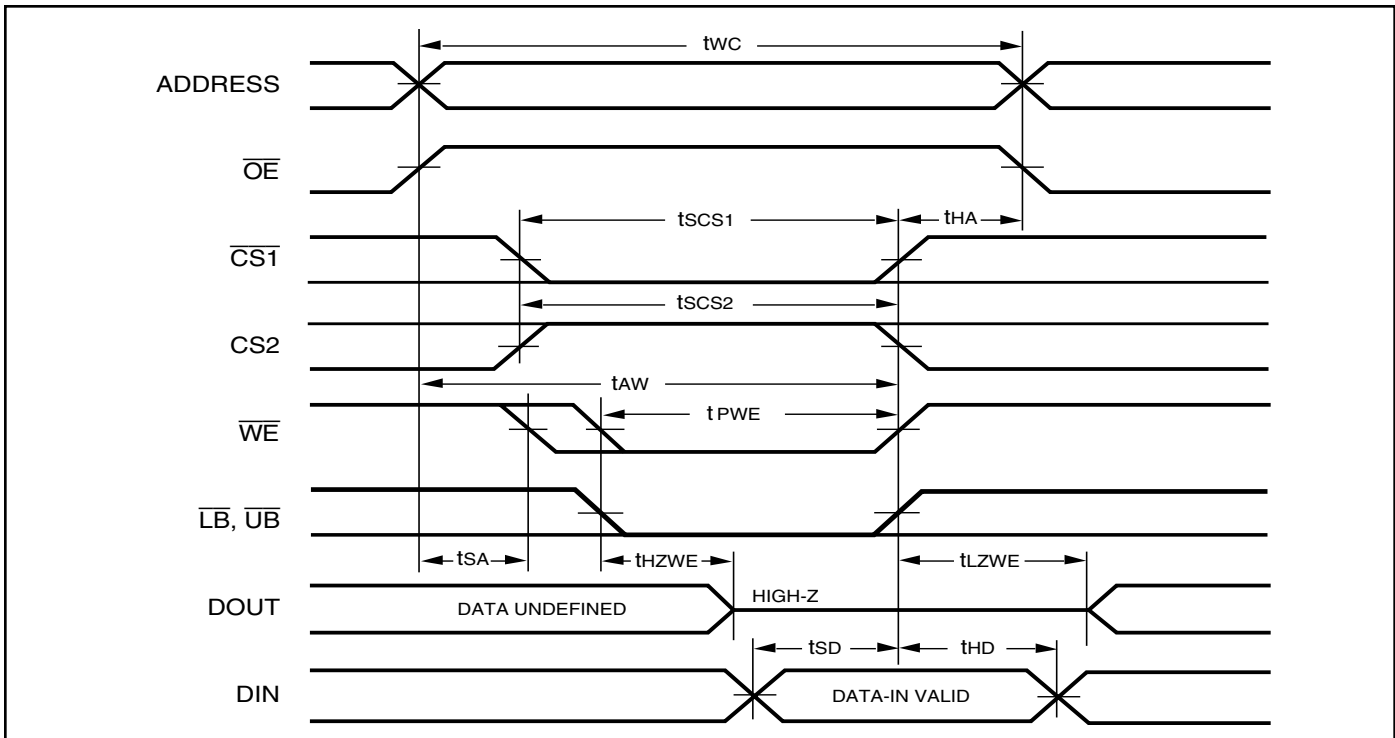 tWC
ADDRESS
OE
tSCS1
tHA
CS1
tSCS2
CS2
tAW
tPWE
WE
LB, UB
tSA
tHZWE
tLZWE
DOUT
DATA UNDEFINED
HIGH-Z
tSD
tHD
DIN
DATA-IN VALID